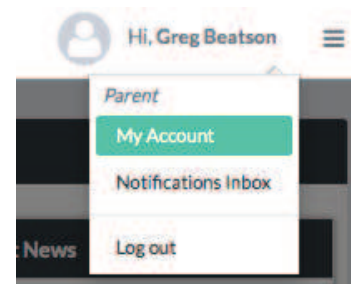 Hi, Greg Beatson
Parent
My Account
Notifications Inbox
News
Log out